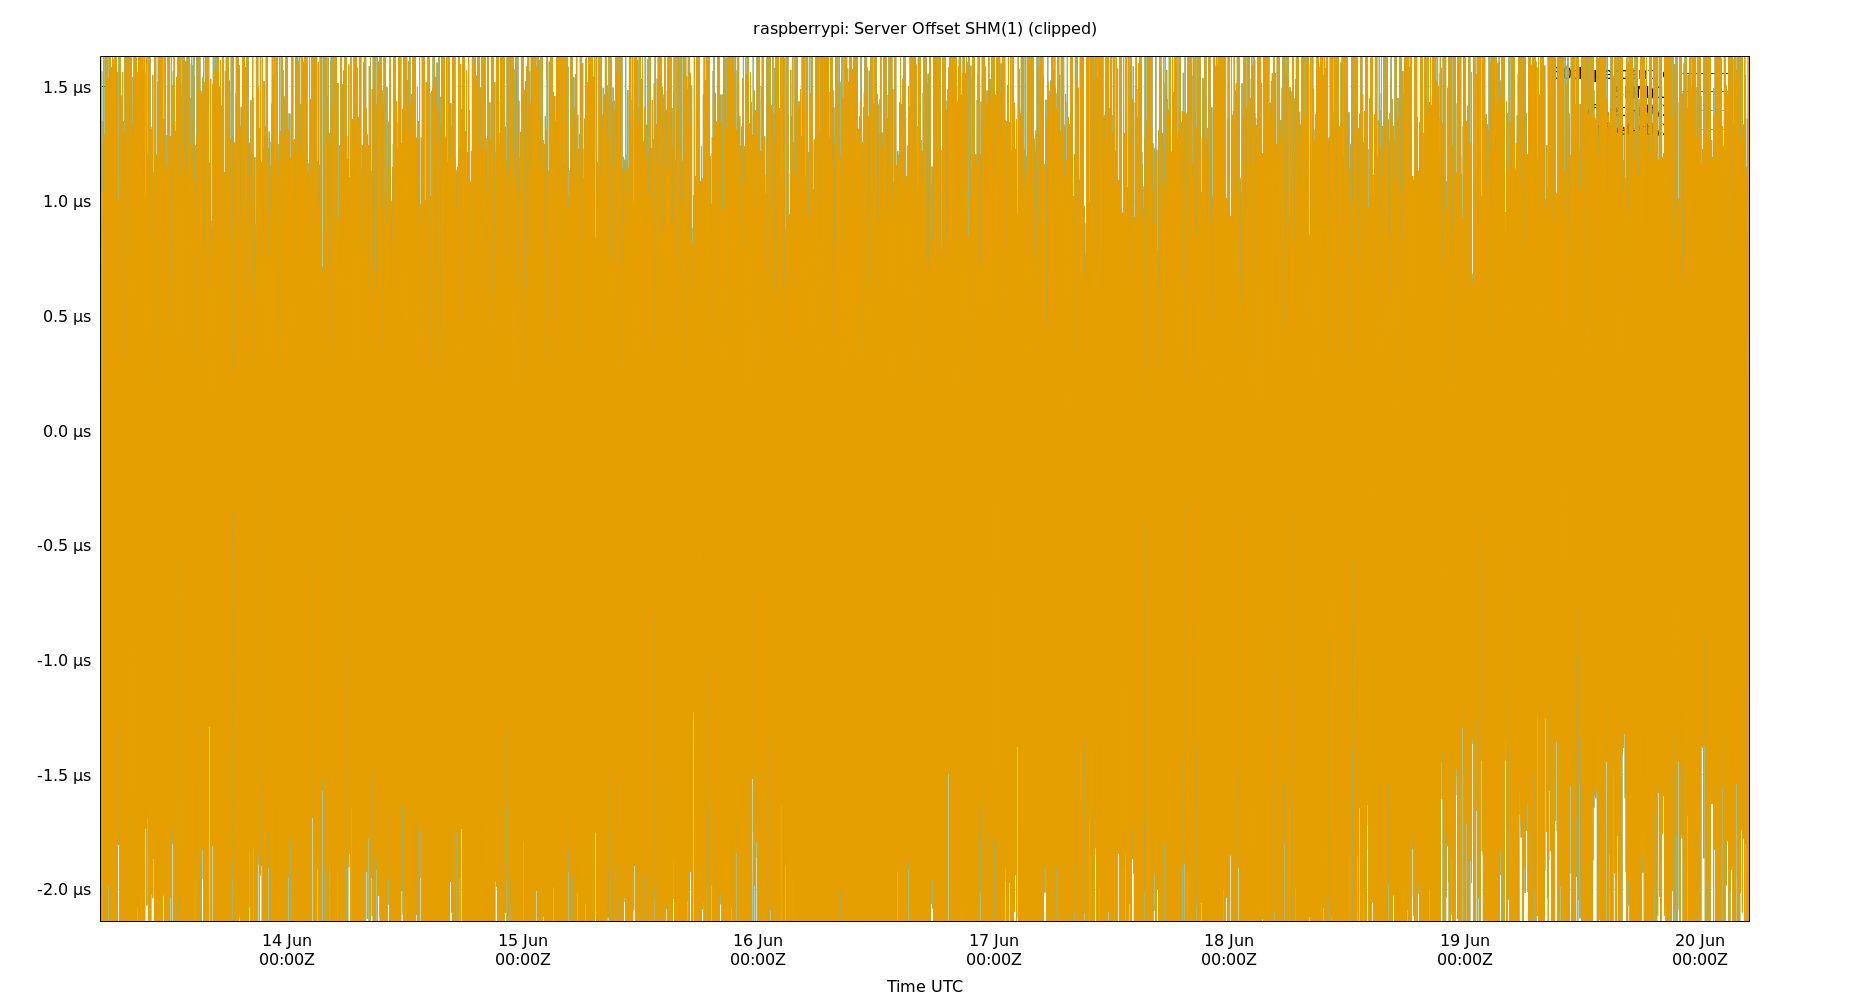 raspberrypi: Server Offset SHM(1) (clipped)
1.5 µs
1.0 µs
0.5 µs
0.0 µs
-0.5 µs
-1.0 µs
-1.5 µs
-2.0 µs
14 Jun 15 Jun 16 Jun 17 Jun 18 Jun 19 Jun 20 Jun
00:00Z 00:00Z 00:00Z 00:00Z 00:00Z 00:00Z 00:00Z
Time UTC